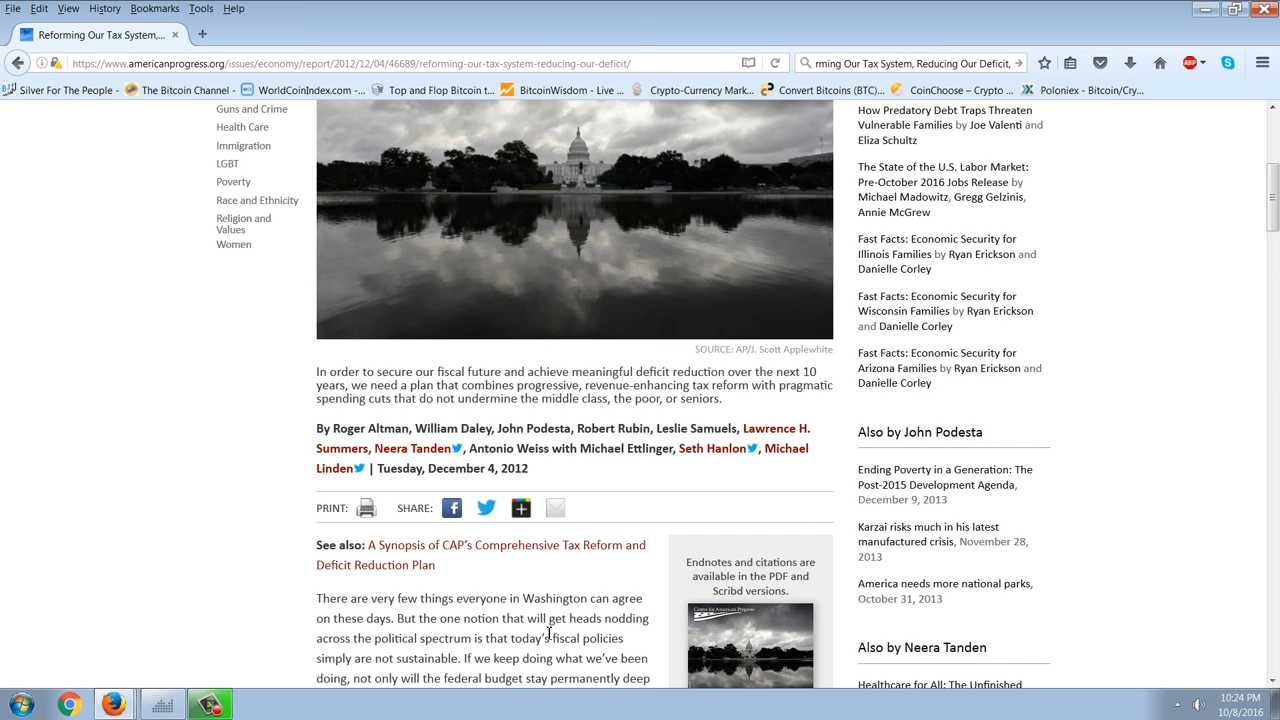 File Edit View History Bookmarks Tools Help
Reforming Our Tax System,...
https://www.americanprogress.org/issues/economy/report/2012/12/04/46689/reforming-our-tax-system-reducing-our-deficit/
rming Our Tax System, Reducing Our Deficit,
ABP
Silver For The People - The Bitcoin Channel - WorldCoinIndex.com -... Top and Flop Bitcoin t... BitcoinWisdom - Live ... Crypto-Currency Mark... Convert Bitcoins (BTC)... CoinChoose – Crypto ... Poloniex - Bitcoin/Cry...
Guns and Crime
Health Care
Immigration
LGBT
Poverty
Race and Ethnicity
Religion and
Values
Women
SOURCE: AP/J. Scott Applewhite
In order to secure our fiscal future and achieve meaningful deficit reduction over the next 10
years, we need a plan that combines progressive, revenue-enhancing tax reform with pragmatic
spending cuts that do not undermine the middle class, the poor, or seniors.
By Roger Altman, William Daley, John Podesta, Robert Rubin, Leslie Samuels, Lawrence H.
Summers, Neera Tanden, Antonio Weiss with Michael Ettlinger, Seth Hanlon, Michael
Linden | Tuesday, December 4, 2012
PRINT: SHARE:
See also: A Synopsis of CAP's Comprehensive Tax Reform and
Deficit Reduction Plan
There are very few things everyone in Washington can agree
on these days. But the one notion that will get heads nodding
across the political spectrum is that today's fiscal policies
simply are not sustainable. If we keep doing what we've been
doing, not only will the federal budget stay permanently deep
Endnotes and citations are
available in the PDF and
Scribd versions.
Center for American Progress
How Predatory Debt Traps Threaten
Vulnerable Families by Joe Valenti and
Eliza Schultz
The State of the U.S. Labor Market:
Pre-October 2016 Jobs Release by
Michael Madowitz, Gregg Gelzinis,
Annie McGrew
Fast Facts: Economic Security for
Illinois Families by Ryan Erickson and
Danielle Corley
Fast Facts: Economic Security for
Wisconsin Families by Ryan Erickson
and Danielle Corley
Fast Facts: Economic Security for
Arizona Families by Ryan Erickson and
Danielle Corley
Also by John Podesta
Ending Poverty in a Generation: The
Post-2015 Development Agenda,
December 9, 2013
Karzai risks much in his latest
manufactured crisis, November 28,
2013
America needs more national parks,
October 31, 2013
Also by Neera Tanden
Healthcare for All: The Unfinished
10:24 PM
10/8/2016